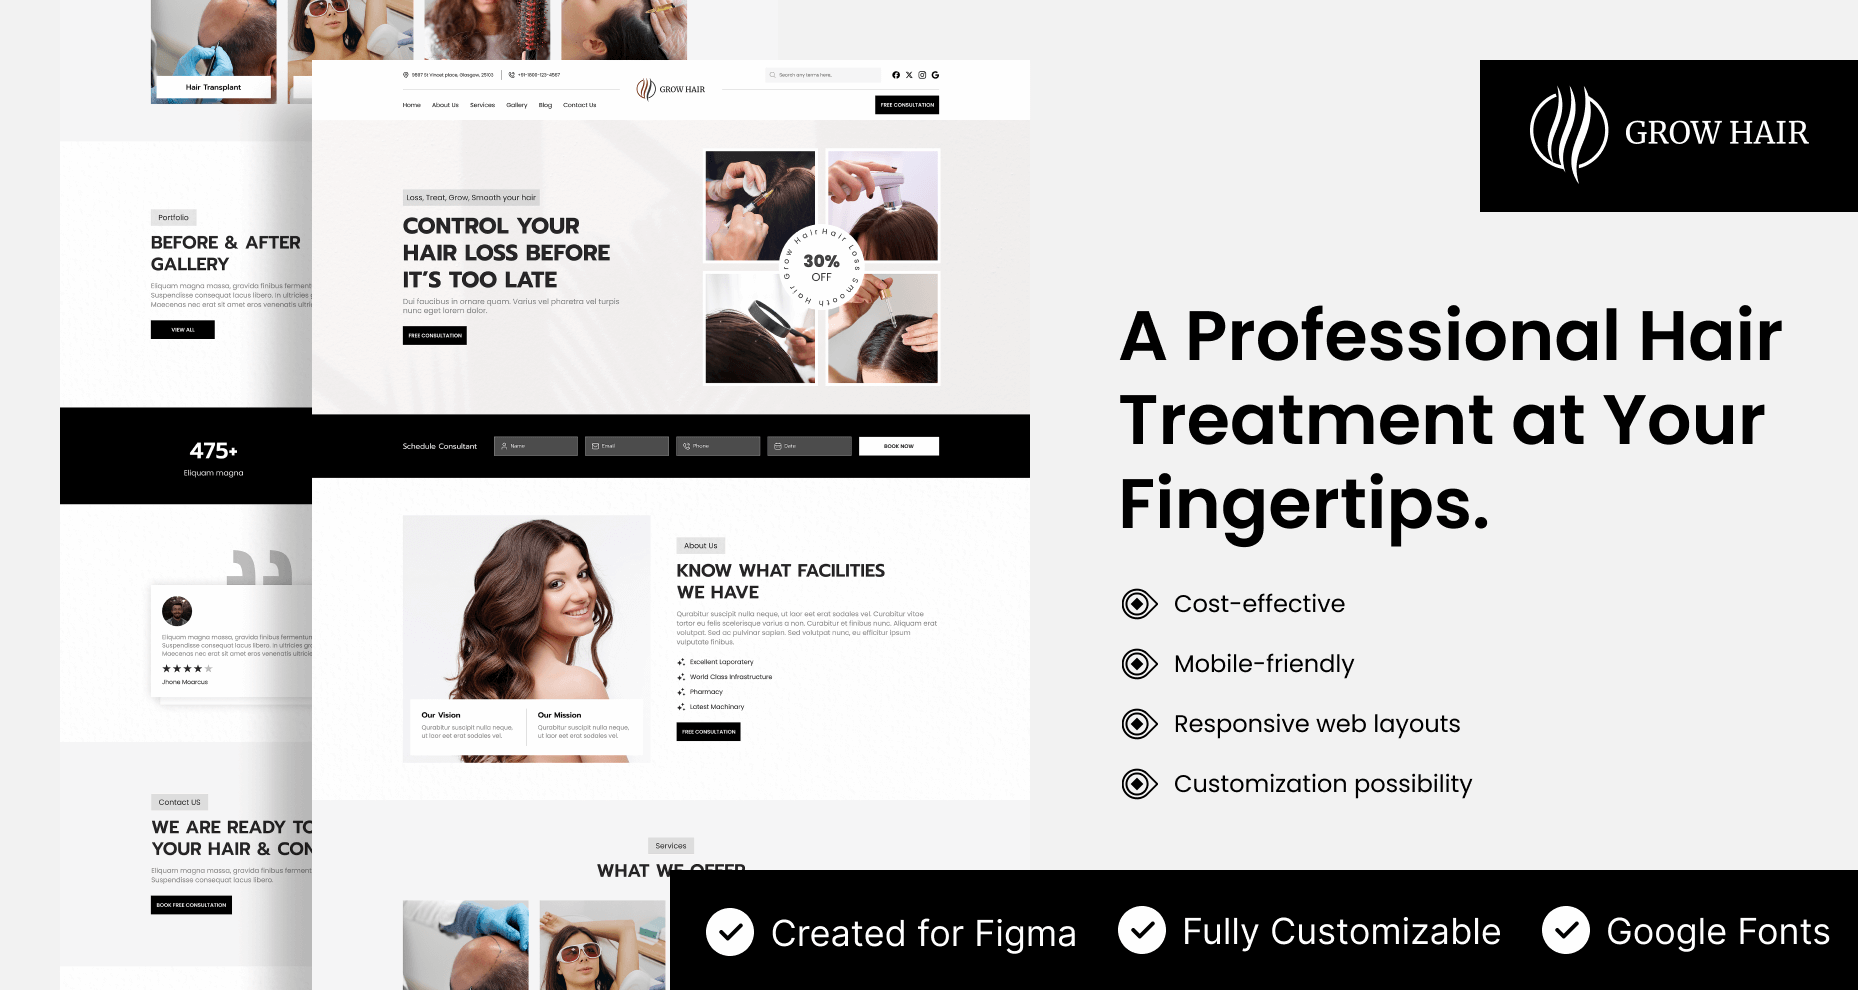 Hair Transplant
Portfolio
BEFORE & AFTER
GALLERY
Eliquam magna massa, gravida finibus ferment
Suspendisse consequat lacus libero, in ultricies
Maecenas nec erat sit amet eros venenatis ultri
VIEW ALL
475+
Eliquam magna
Eliquam magna massa, gravida finibus fermentum
Suspendisse consequat lacus libero, in ultricies gra
Maecenas nec erat sit amet eros venenatis ultricies
Jhone Moarcus
Contact US
WE ARE READY TO
YOUR HAIR & CON
Eliquam magna massa, gravida finibus ferment
Suspendisse consequat lacus libero.
BOOK FREE CONSULTATION
9887 St Vincet place, Glasgow, 25103
+91-1800-123-4567
GROW HAIR
Search any terms here..
Home About Us Services Gallery Blog Contact Us
FREE CONSULTATION
Loss, Treat, Grow, Smooth your hair
CONTROL YOUR
HAIR LOSS BEFORE
IT'S TOO LATE
Dui faucibus in ornare quam. Varius vel pharetra vel turpis
nunc eget lorem dolor.
FREE CONSULTATION
Grow Hair Hair Loss Smooth Hair
30%
OFF
Schedule Consultant Name Email Phone Date BOOK NOW
Our Vision
Qurabitur suscipit nulla neque,
ut laor eet erat sodales vel.
Our Mission
Qurabitur suscipit nulla neque,
ut laor eet erat sodales vel.
About Us
KNOW WHAT FACILITIES
WE HAVE
Qurabitur suscipit nulla neque, ut laor eet erat sodales vel. Curabitur vitae
tortor eu felis scelerisque varius a non. Curabitur et finibus nunc. Aliquam erat
volutpat. Sed ac pulvinar sapien. Sed volutpat nunc, eu efficitur ipsum
vulputate finibus.
Excellent Laporatery
World Class Infrastructure
Pharmacy
Latest Machinary
FREE CONSULTATION
Services
WHAT WE OFFER
GROW HAIR
A Professional Hair
Treatment at Your
Fingertips.
Cost-effective
Mobile-friendly
Responsive web layouts
Customization possibility
Created for Figma
Fully Customizable
Google Fonts